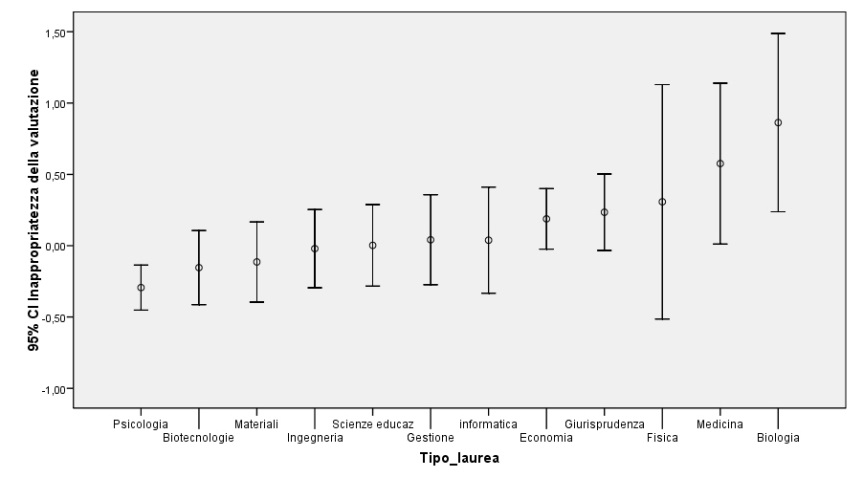 95% CI Inappropriatezza della valutazione
1,50
1,00
0,50
0,00
-0,50
-1,00
Psicologia
Biotecnologie
Materiali
Ingegneria
Scienze educaz
Gestione
informatica
Economia
Giurisprudenza
Fisica
Medicina
Biologia
Tipo_laurea